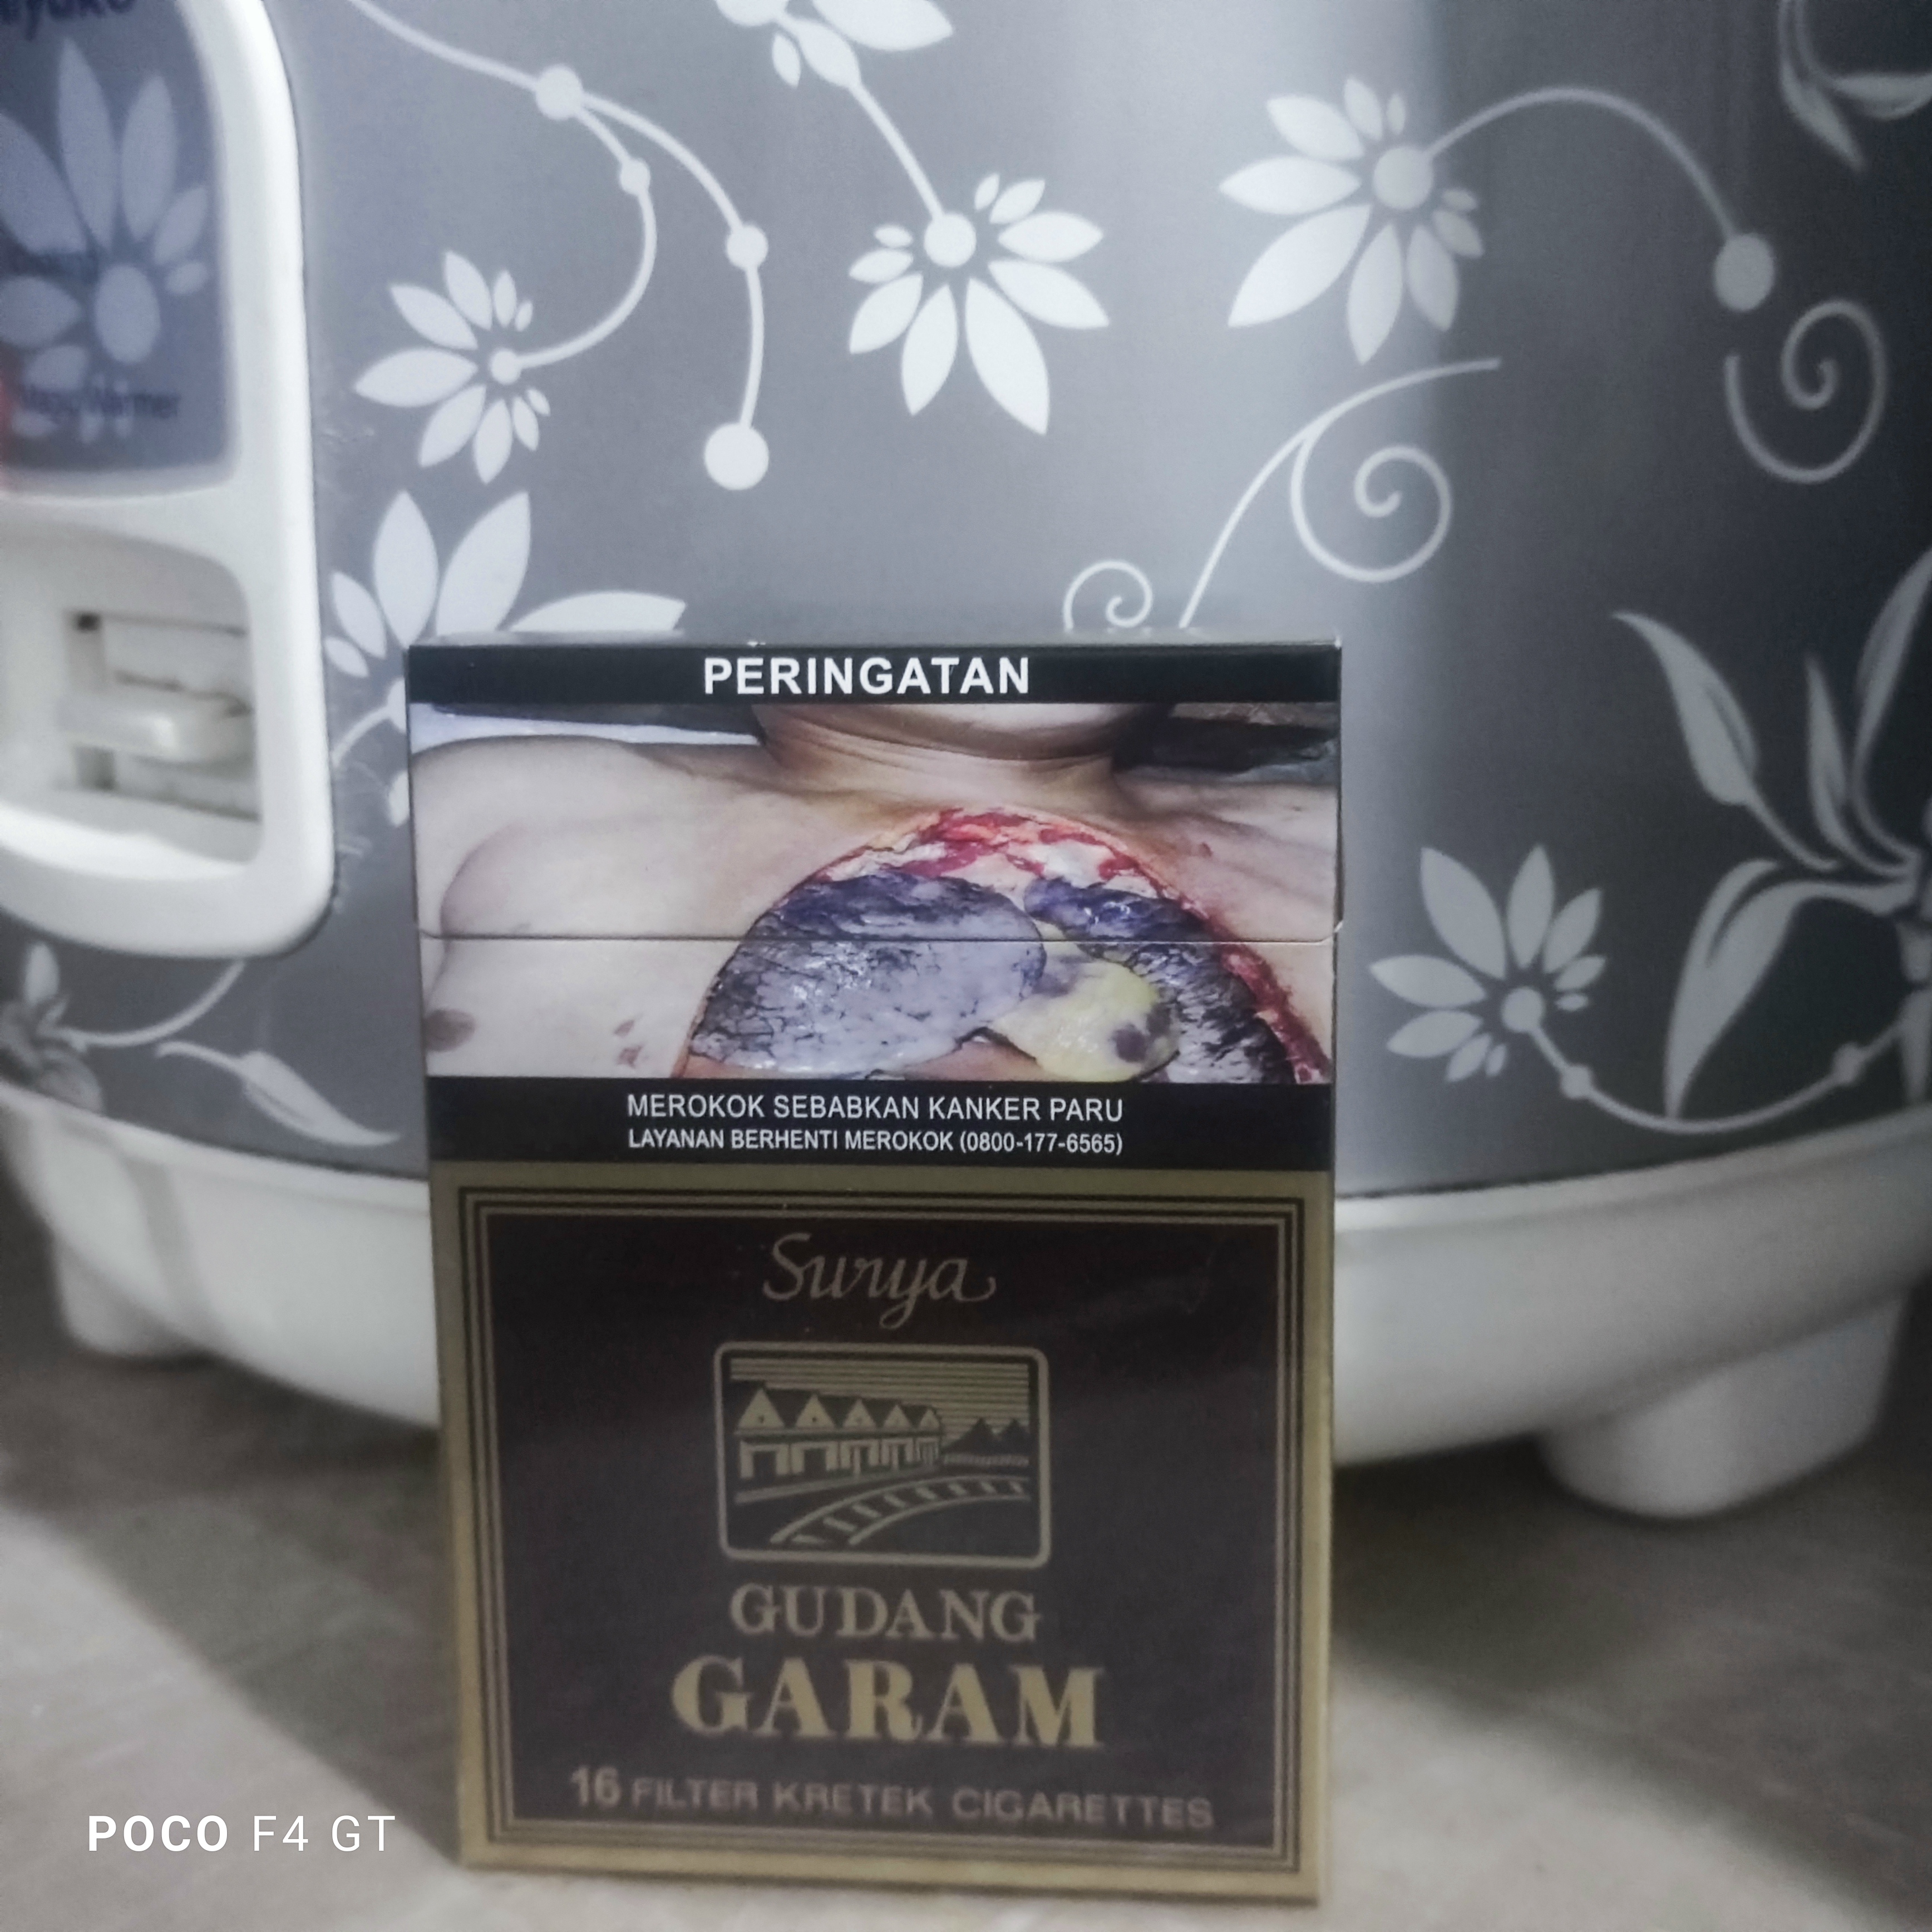 PERINGATAN
MEROKOK SEBABKAN KANKER PARU
LAYANAN BERHENTI MEROKOK (0800-177-6565)
Surya
GUDANG
GARAM
16 FILTER KRETEK CIGARETTES
POCO F4 GT